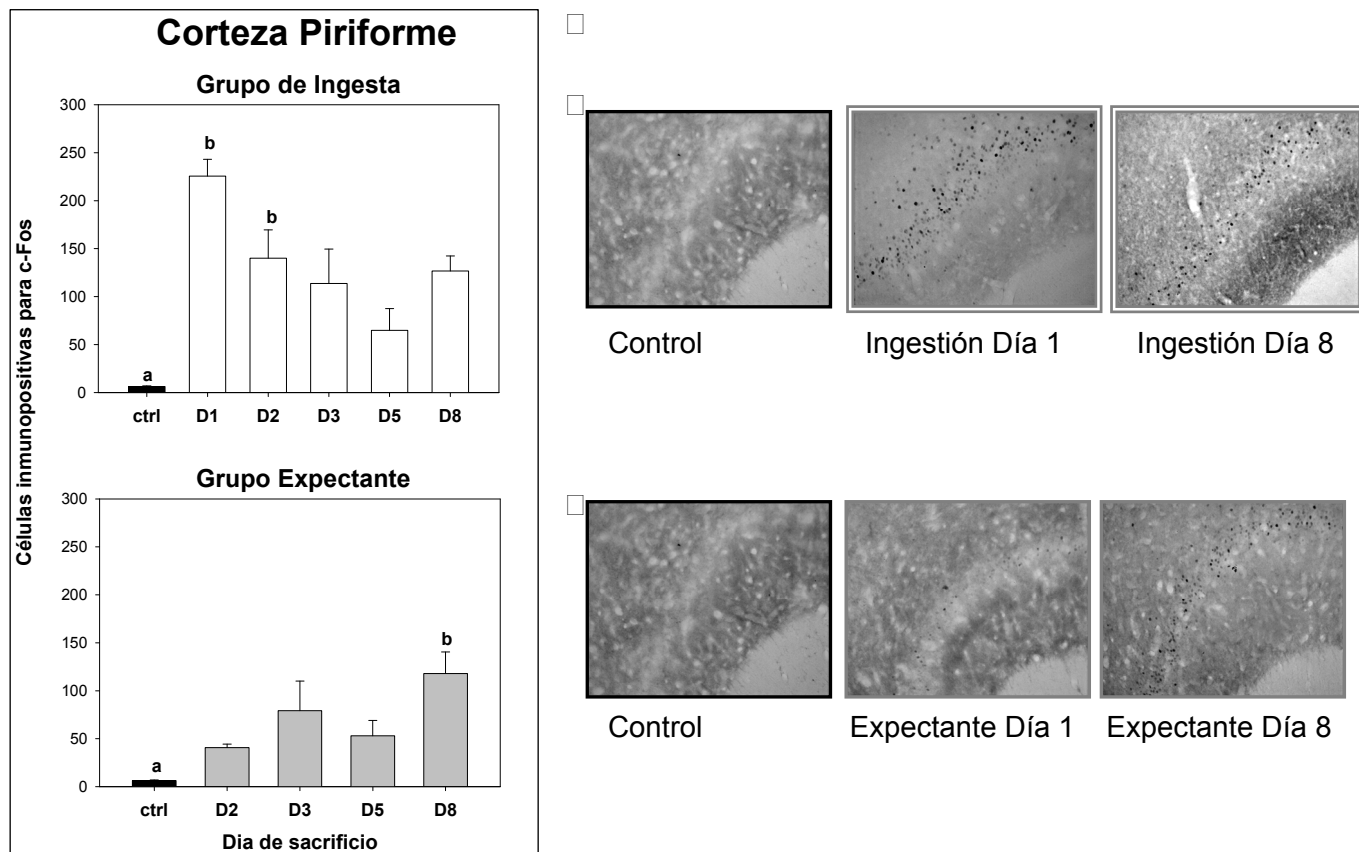 Corteza Piriforme
Grupo de Ingesta
Células inmunopositivas para c-Fos
300
250
200
150
100
50
0
a
b
b
ctrl D1 D2 D3 D5 D8
Grupo Expectante
300
250
200
150
100
50
0
a
b
ctrl D2 D3 D5 D8
Dia de sacrificio
Control Ingestión Día 1 Ingestión Día 8
Control Expectante Día 1 Expectante Día 8